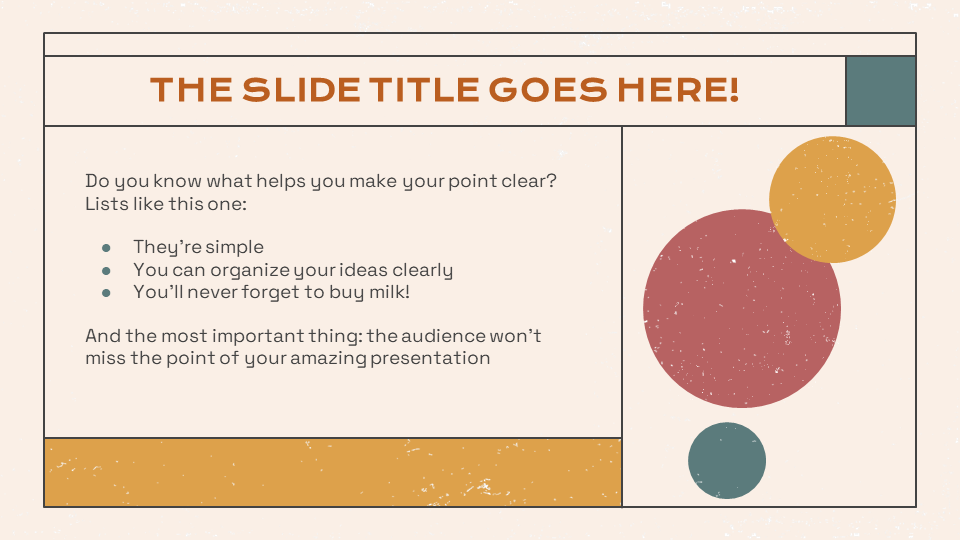 THE SLIDE TITLE GOES HERE!
Do you know what helps you make your point clear?
Lists like this one:
● They're simple
● You can organize your ideas clearly
● You'll never forget to buy milk!
And the most important thing: the audience won't
miss the point of your amazing presentation